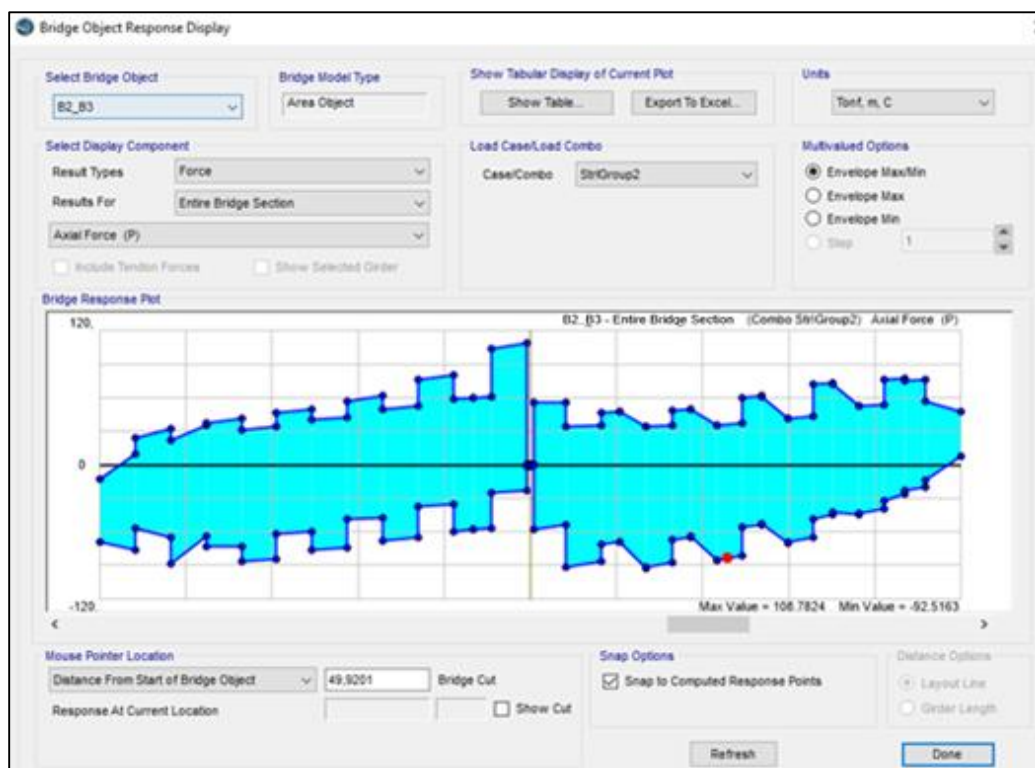 Bridge Object Response Display
Select Bridge Object
B2_B3
Bridge Model Type
Area Object
Show Tabular Display of Current Plot
Show Table...
Export To Excel...
Units
Tonf, m, C
Select Display Component
Result Types
Force
Results For
Entire Bridge Section
Axial Force (P)
Include Tendon Forces
Show Selected Girder
Load Case/Load Combo
Case/Combo
StrIGroup2
Multivalued Options
Envelope Max/Min
Envelope Max
Envelope Min
Step
1
Bridge Response Plot
B2_B3 - Entire Bridge Section (Combo StrIGroup2) Axial Force (P)
120.
0
-120.
Max Value = 108.7824 Min Value = -92.5163
Mouse Pointer Location
Distance From Start of Bridge Object
49,9201
Bridge Cut
Response At Current Location
Show Cut
Snap Options
Snap to Computed Response Points
Distance Options
Layout Line
Girder Length
Refresh
Done